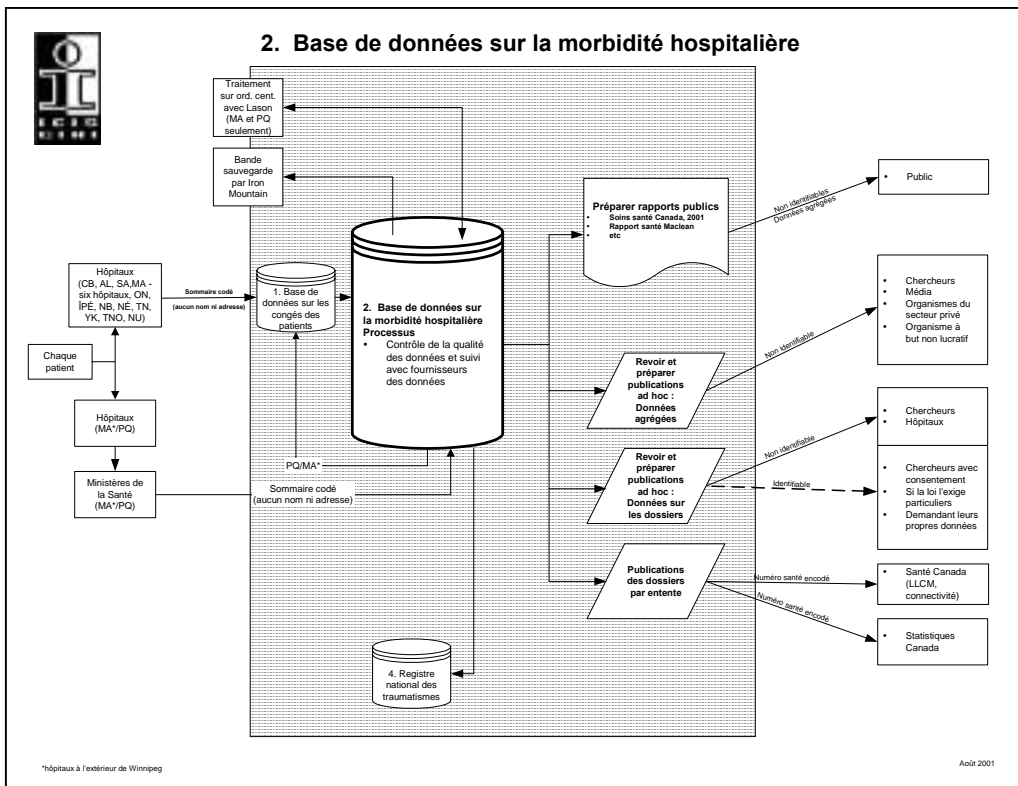 2. Base de données sur la morbidité hospitalière
ICIS
CIHI
Traitement
sur ord. cent.
avec Lason
(MA et PQ
seulement)
Bande
sauvegarde
par Iron
Mountain
Hôpitaux
(CB, AL, SA,MA -
six hôpitaux, ON,
ÎPÉ, NB, NÉ, TN,
YK, TNO, NU)
Sommaire codé
(aucun nom ni adresse)
Chaque
patient
Hôpitaux
(MA*/PQ)
Ministères de
la Santé
(MA*/PQ)
Sommaire codé
(aucun nom ni adresse)
PQ/MA*
1. Base de
données sur les
congés des
patients
2. Base de données sur
la morbidité hospitalière
Processus
• Contrôle de la qualité
des données et suivi
avec fournisseurs
des données
4. Registre
national des
traumatismes
Préparer rapports publics
• Soins santé Canada, 2001
• Rapport santé Maclean
• etc
Non identifiables
Données agrégées
• Public
Revoir et
préparer
publications
ad hoc :
Données
agrégées
Non identifiable
• Chercheurs
• Média
• Organismes du
secteur privé
• Organisme à
but non lucratif
Revoir et
préparer
publications
ad hoc :
Données sur
les dossiers
Non identifiable
• Chercheurs
• Hôpitaux
Identifiable
• Chercheurs avec
consentement
• Si la loi l'exige
particuliers
• Demandant leurs
propres données
Publications
des dossiers
par entente
Numéro santé encodé
• Santé Canada
(LLCM,
connectivité)
Numéro santé encodé
• Statistiques
Canada
*hôpitaux à l'extérieur de Winnipeg
Août 2001